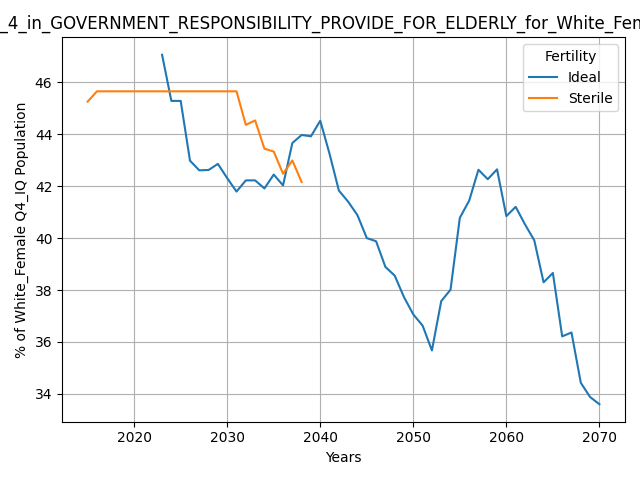 _4_in_GOVERNMENT_RESPONSIBILITY_PROVIDE_FOR_ELDERLY_for_White_Fem
Fertility
Ideal
Sterile
46
44
42
40
38
36
34
% of White_Female Q4_IQ Population
2020 2030 2040 2050 2060 2070
Years